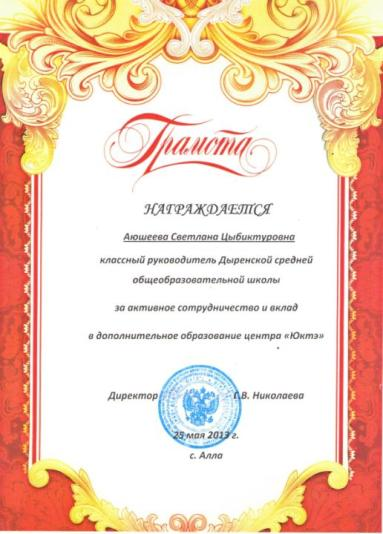 Грамота
НАГРАЖДАЕТСЯ
Аюшеева Светлана Цыбиктуровна
классный руководитель Дыренской средней
общеобразовательной школы
за активное сотрудничество и вклад
в дополнительное образование центра «Юктэ»
Директор Г.В. Николаева
25 мая 2013 г.
с. Алла